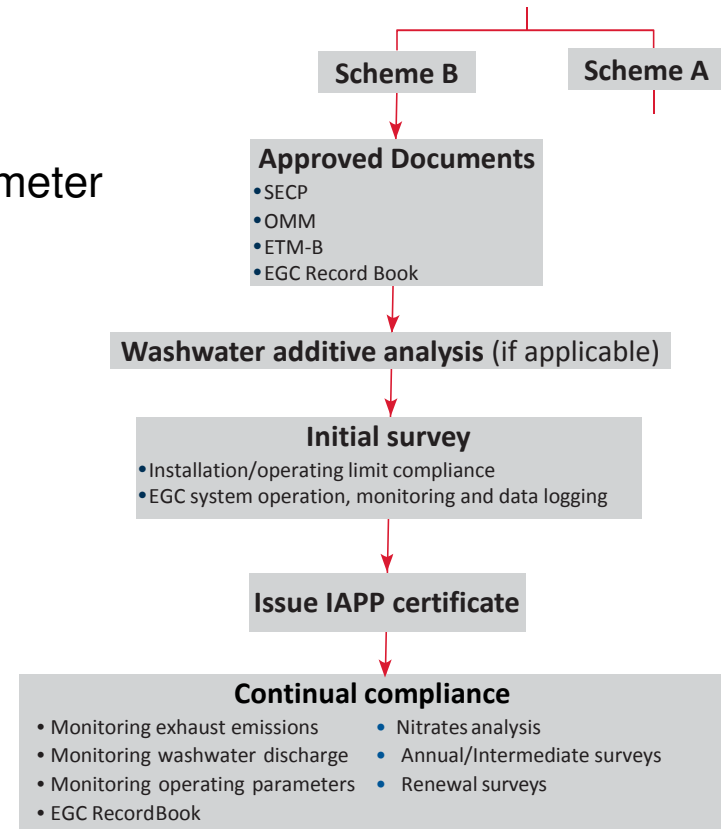 Scheme B
Scheme A
meter
Approved Documents
•SECP
•OMM
•ETM-B
•EGC Record Book
Washwater additive analysis (if applicable)
Initial survey
•Installation/operating limit compliance
•EGC system operation, monitoring and data logging
Issue IAPP certificate
Continual compliance
• Monitoring exhaust emissions
• Monitoring washwater discharge
• Monitoring operating parameters
• EGC RecordBook
• Nitrates analysis
• Annual/Intermediate surveys
• Renewal surveys